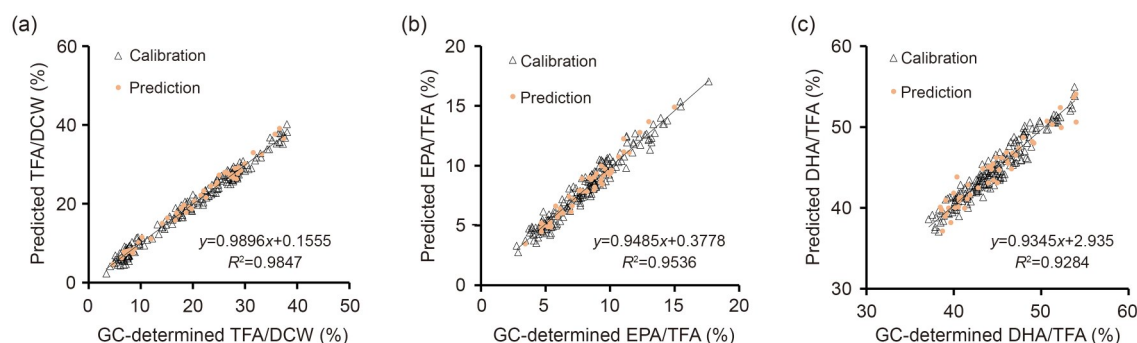 (a)
60
40
20
0
Predicted TFA/DCW (%)
Calibration
Prediction
y=0.9896x+0.1555
R²=0.9847
0 10 20 30 40 50
GC-determined TFA/DCW (%)
(b)
20
15
10
5
0
Predicted EPA/TFA (%)
Calibration
Prediction
y=0.9485x+0.3778
R²=0.9536
0 5 10 15 20
GC-determined EPA/TFA (%)
(c)
60
50
40
30
Predicted DHA/TFA (%)
Calibration
Prediction
y=0.9345x+2.935
R²=0.9284
30 40 50 60
GC-determined DHA/TFA (%)